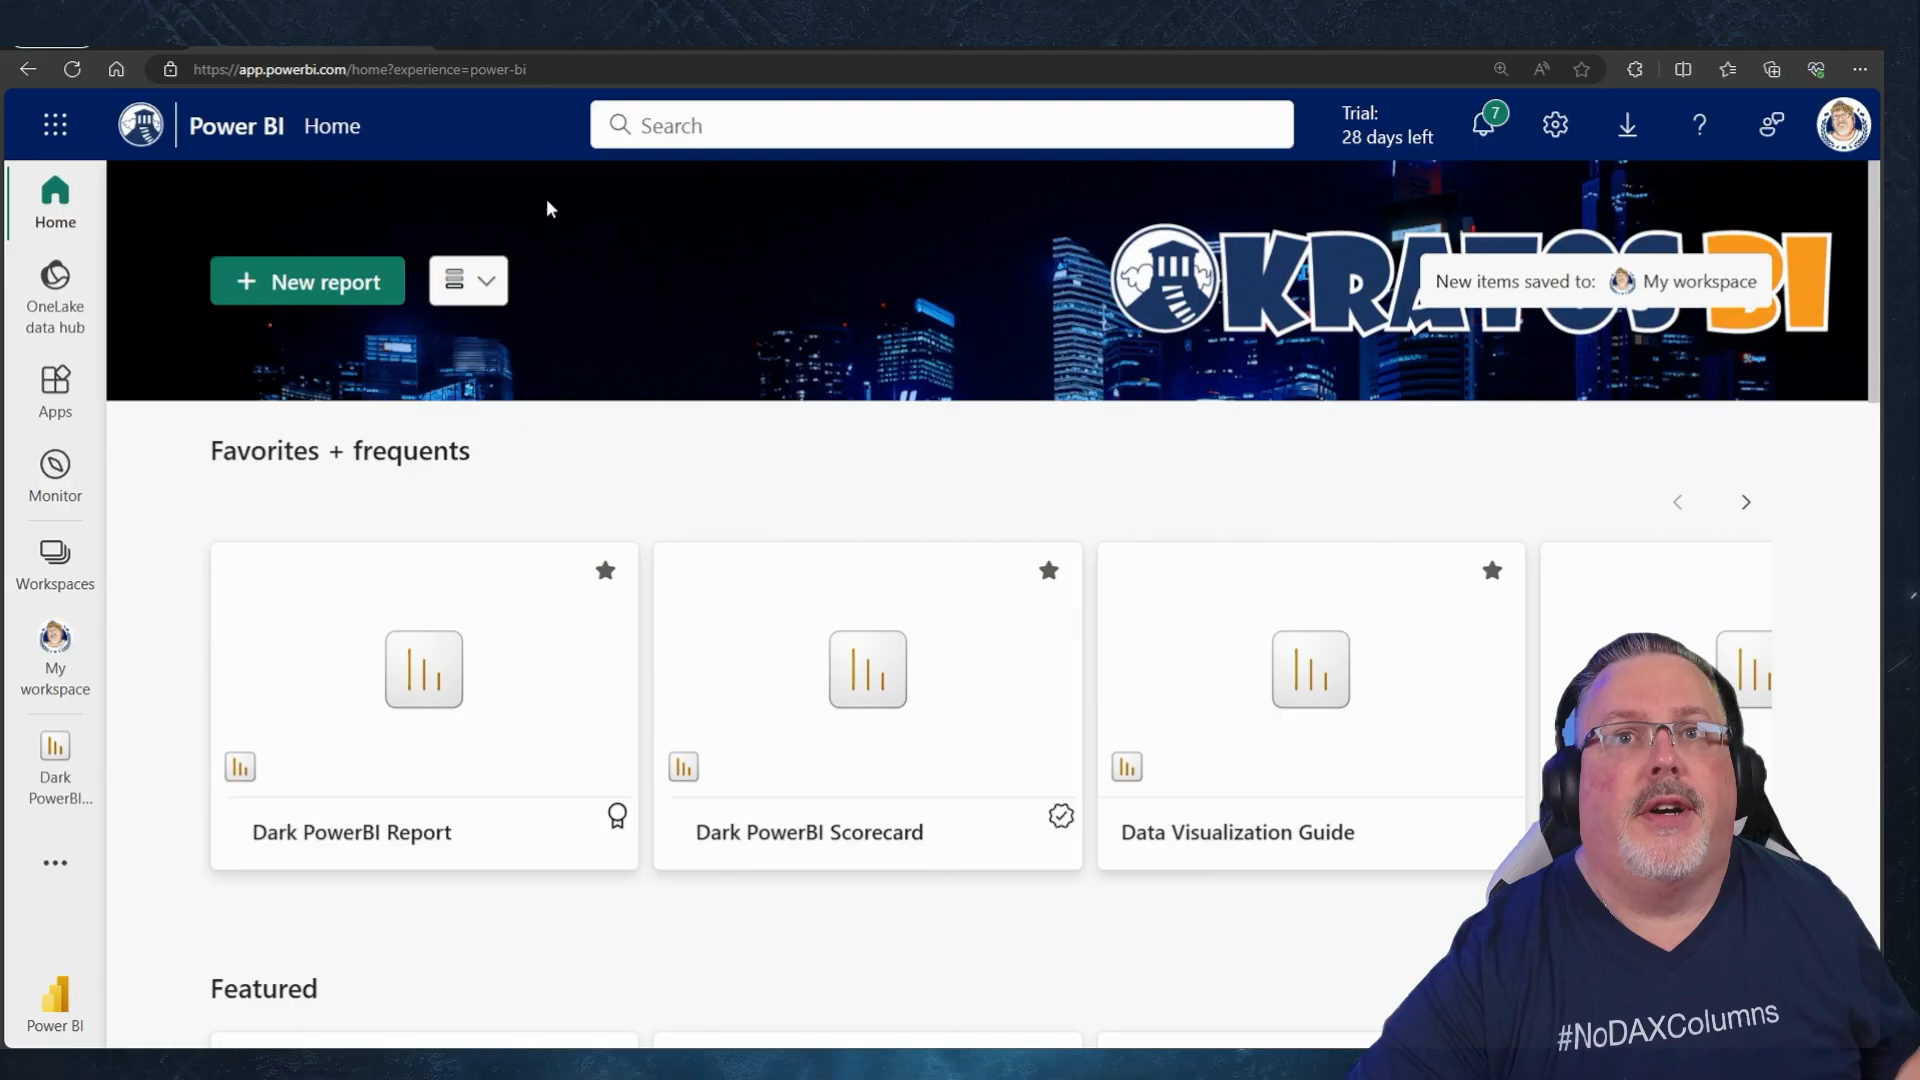 https://app.powerbi.com/home?experience=power-bi
Power BI Home
Search
Trial:
28 days left
7
Home
OneLake
data hub
Apps
Monitor
Workspaces
My
workspace
Dark
PowerBI...
Power BI
+ New report
KRATOS BI
New items saved to: My workspace
Favorites + frequents
Dark PowerBI Report
Dark PowerBI Scorecard
Data Visualization Guide
Featured
#NoDAXColumns